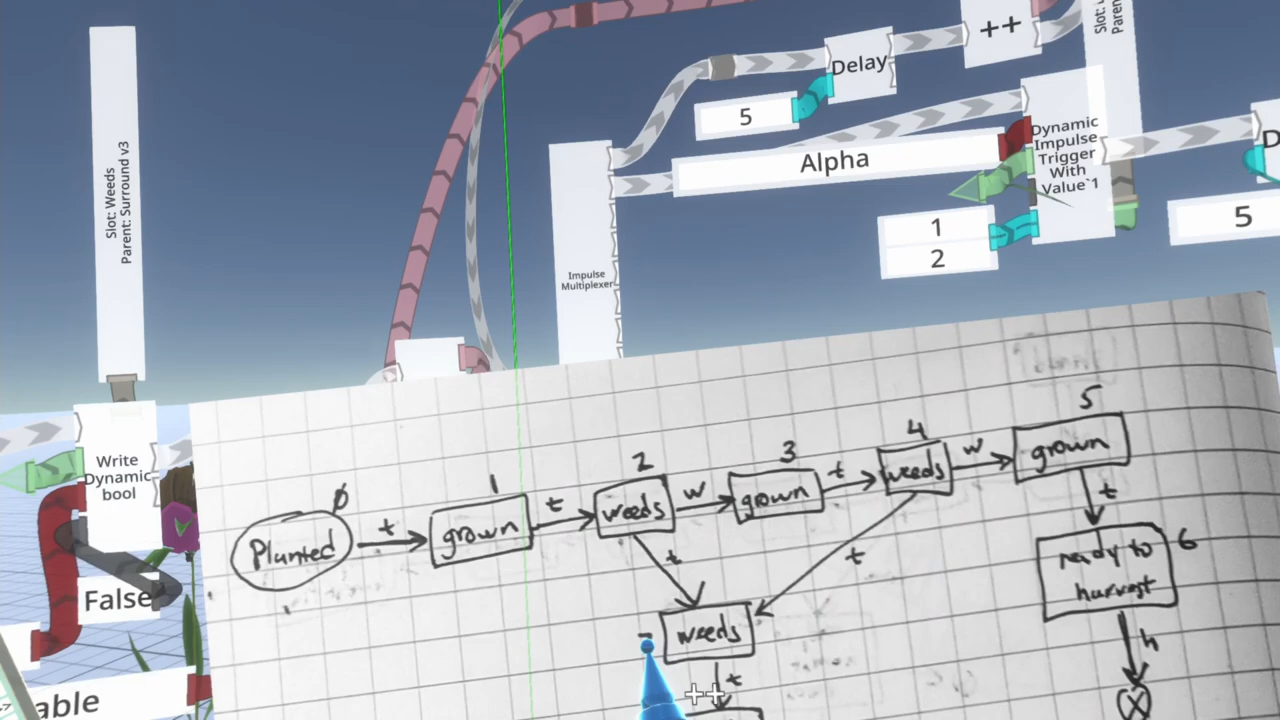 Slot: Weeds
Parent: Surround v3
++
Delay
5
Alpha
Dynamic
Impulse
Trigger
With
Value`1
1
2
5
Impulse
Multiplexer
Write
Dynamic
bool
False
able
0
Planted
t
1
grown
t
2
weeds
w
3
grown
t
4
weeds
w
5
grown
t
t
t
6
ready to
harvest
h
weeds
t
++